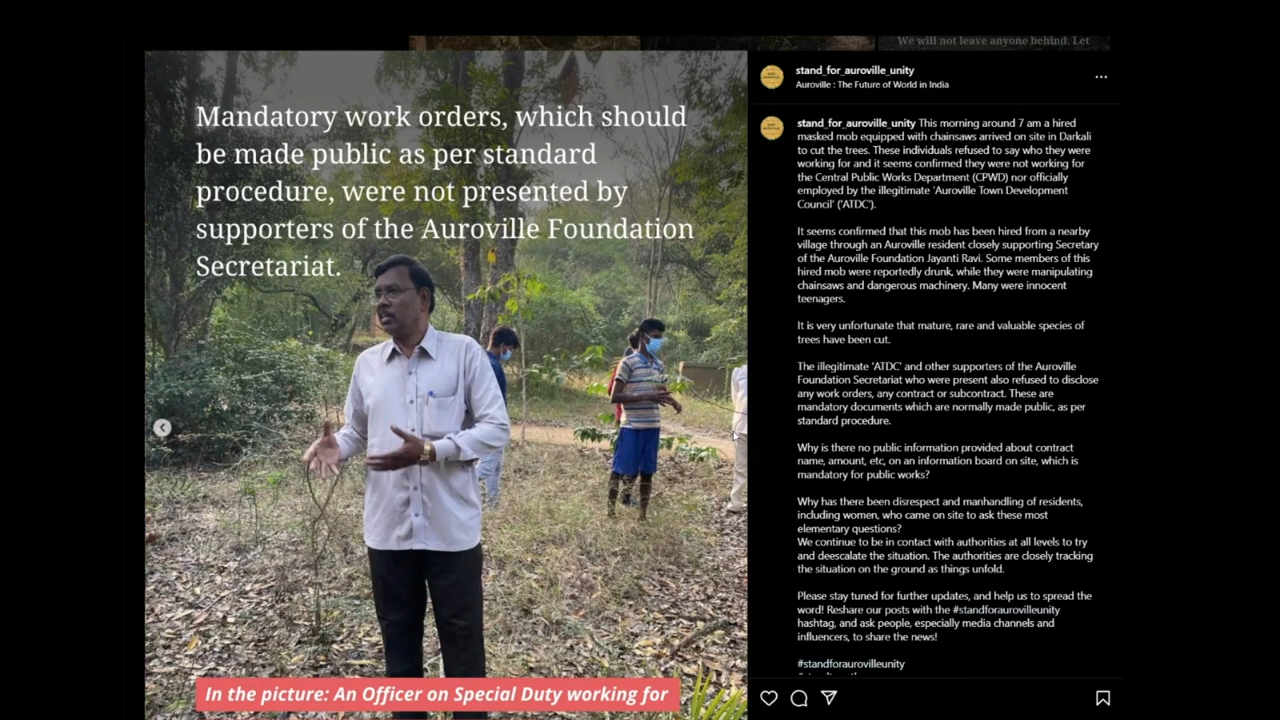 We will not leave anyone behind. Let
Mandatory work orders, which should
be made public as per standard
procedure, were not presented by
supporters of the Auroville Foundation
Secretariat.
In the picture: An Officer on Special Duty working for
stand_for_auroville_unity
Auroville : The Future of World in India
stand_for_auroville_unity This morning around 7 am a hired
masked mob equipped with chainsaws arrived on site in Darkali
to cut the trees. These individuals refused to say who they were
working for and it seems confirmed they were not working for
the Central Public Works Department (CPWD) nor officially
employed by the illegitimate 'Auroville Town Development
Council' ('ATDC').
It seems confirmed that this mob has been hired from a nearby
village through an Auroville resident closely supporting Secretary
of the Auroville Foundation Jayanti Ravi. Some members of this
hired mob were reportedly drunk, while they were manipulating
chainsaws and dangerous machinery. Many were innocent
teenagers.
It is very unfortunate that mature, rare and valuable species of
trees have been cut.
The illegitimate 'ATDC' and other supporters of the Auroville
Foundation Secretariat who were present also refused to disclose
any work orders, any contract or subcontract. These are
mandatory documents which are normally made public, as per
standard procedure.
Why is there no public information provided about contract
name, amount, etc, on an information board on site, which is
mandatory for public works?
Why has there been disrespect and manhandling of residents,
including women, who came on site to ask these most
elementary questions?
We continue to be in contact with authorities at all levels to try
and deescalate the situation. The authorities are closely tracking
the situation on the ground as things unfold.
Please stay tuned for further updates, and help us to spread the
word! Reshare our posts with the #standforaurovilleunity
hashtag, and ask people, especially media channels and
influencers, to share the news!
#standforaurovilleunity